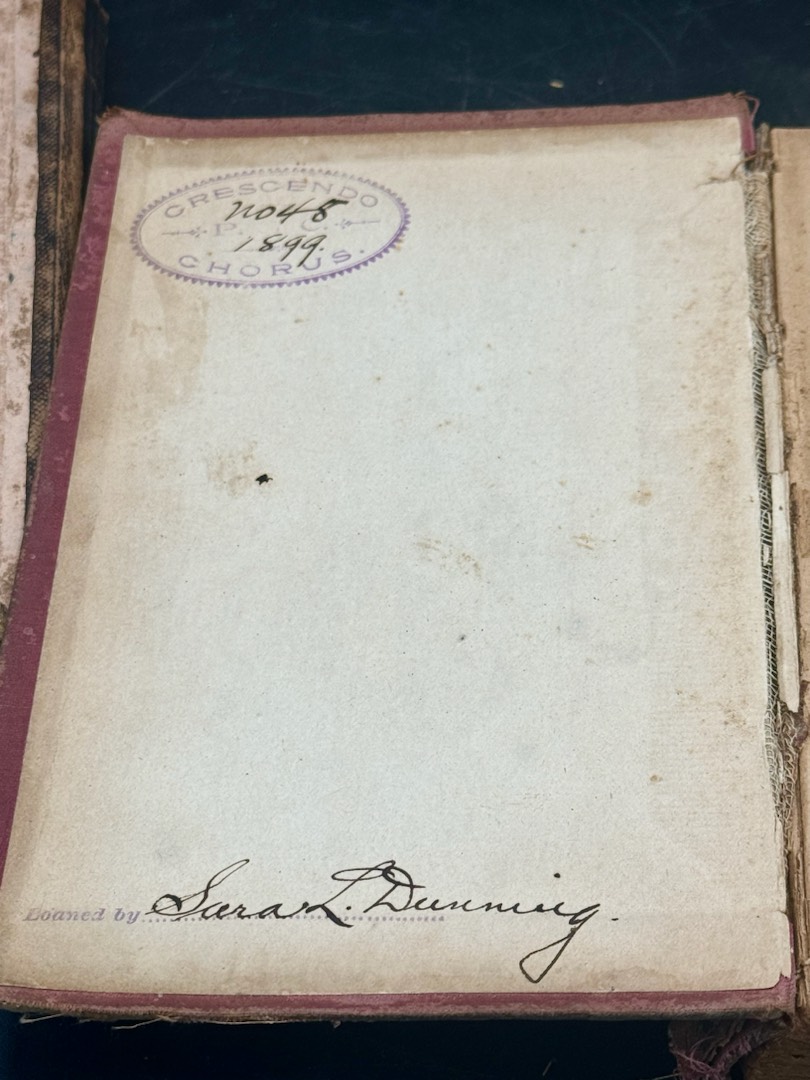 CRESCENDO
No 48
P. C.
1899.
CHORUS.
Loaned by Sara L. Dunning.